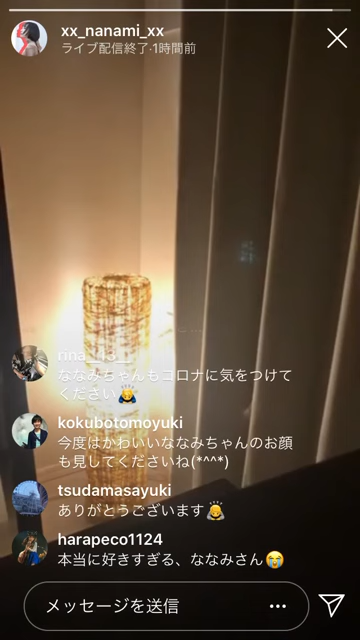 xx_nanami_xx
ライブ配信終了·1時間前
rina__13__
ななみちゃんもコロナに気をつけて
ください🙇
kokubotomoyuki
今度はかわいいななみちゃんのお顔
も見してくださいね(*^^*)
tsudamasayuki
ありがとうございます🙇
harapeco1124
本当に好きすぎる、ななみさん😭
メッセージを送信